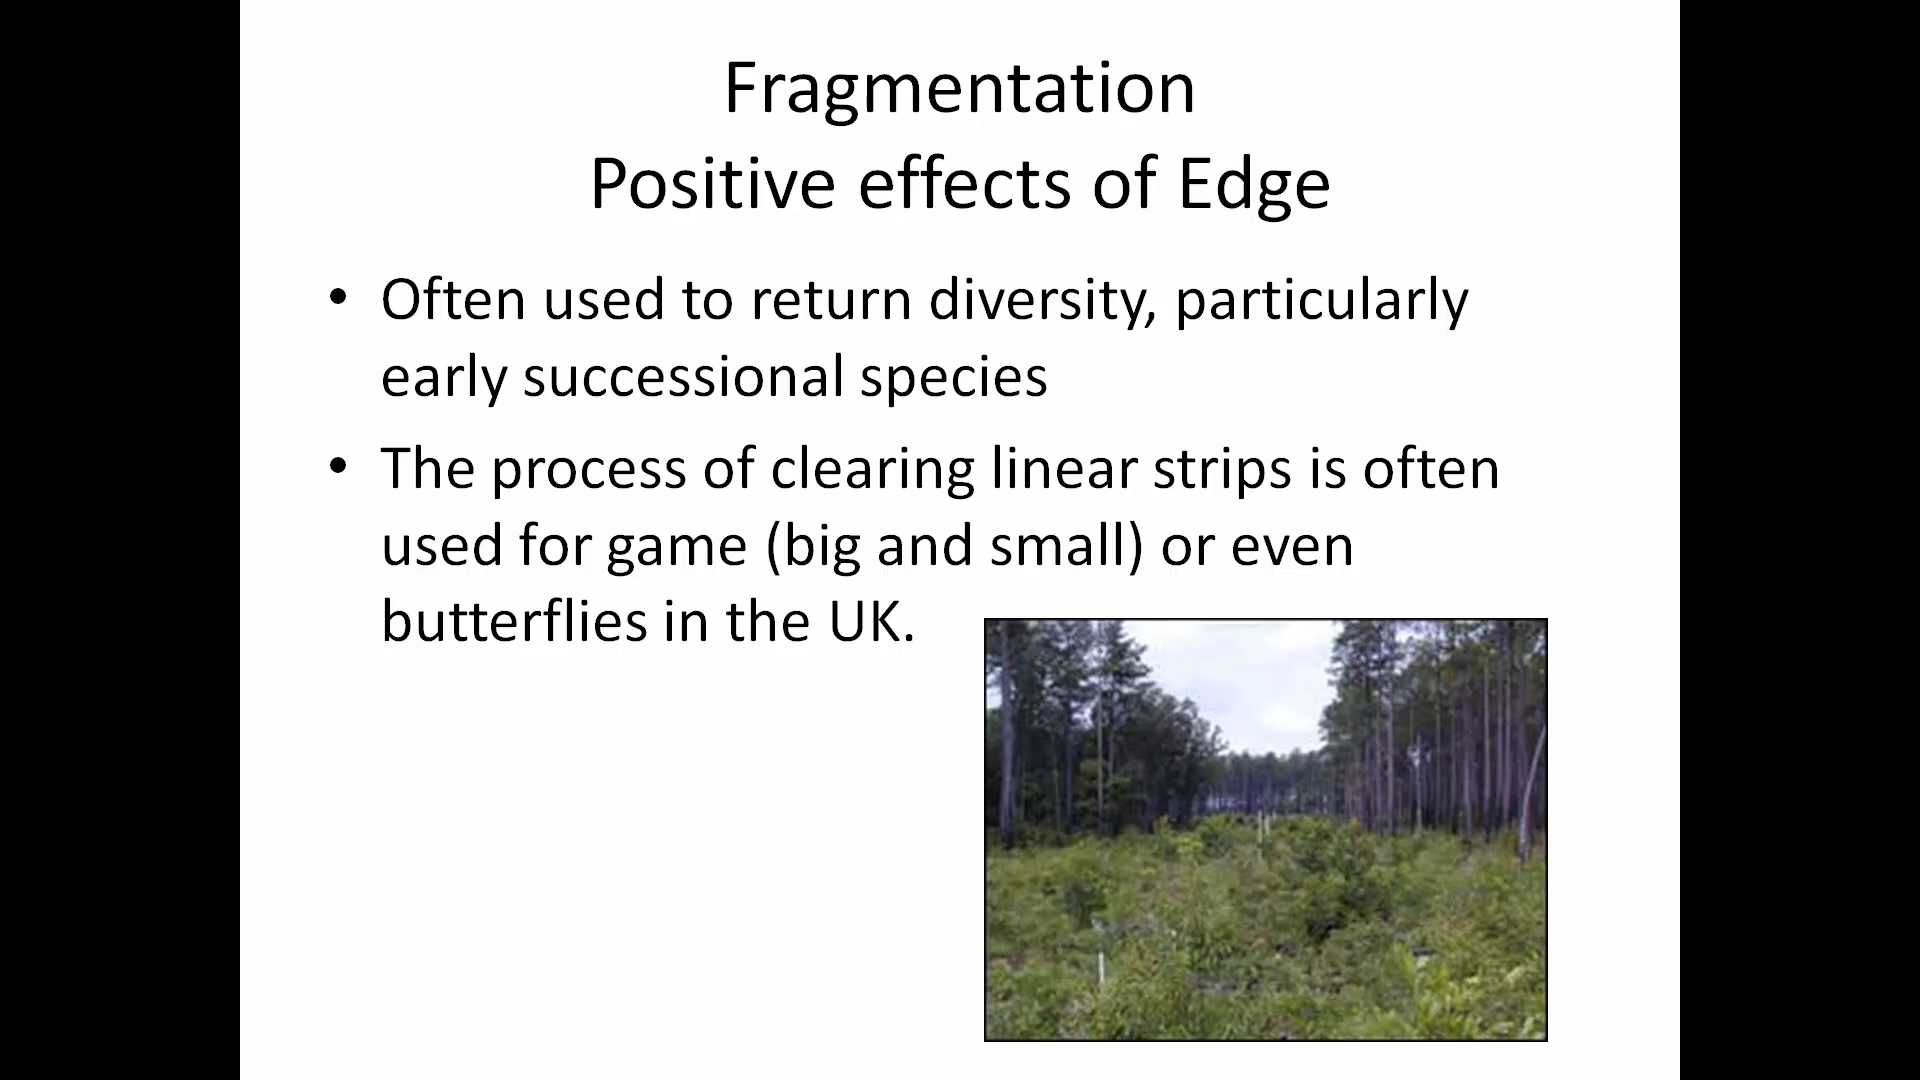 Fragmentation
Positive effects of Edge
• Often used to return diversity, particularly
early successional species
• The process of clearing linear strips is often
used for game (big and small) or even
butterflies in the UK.